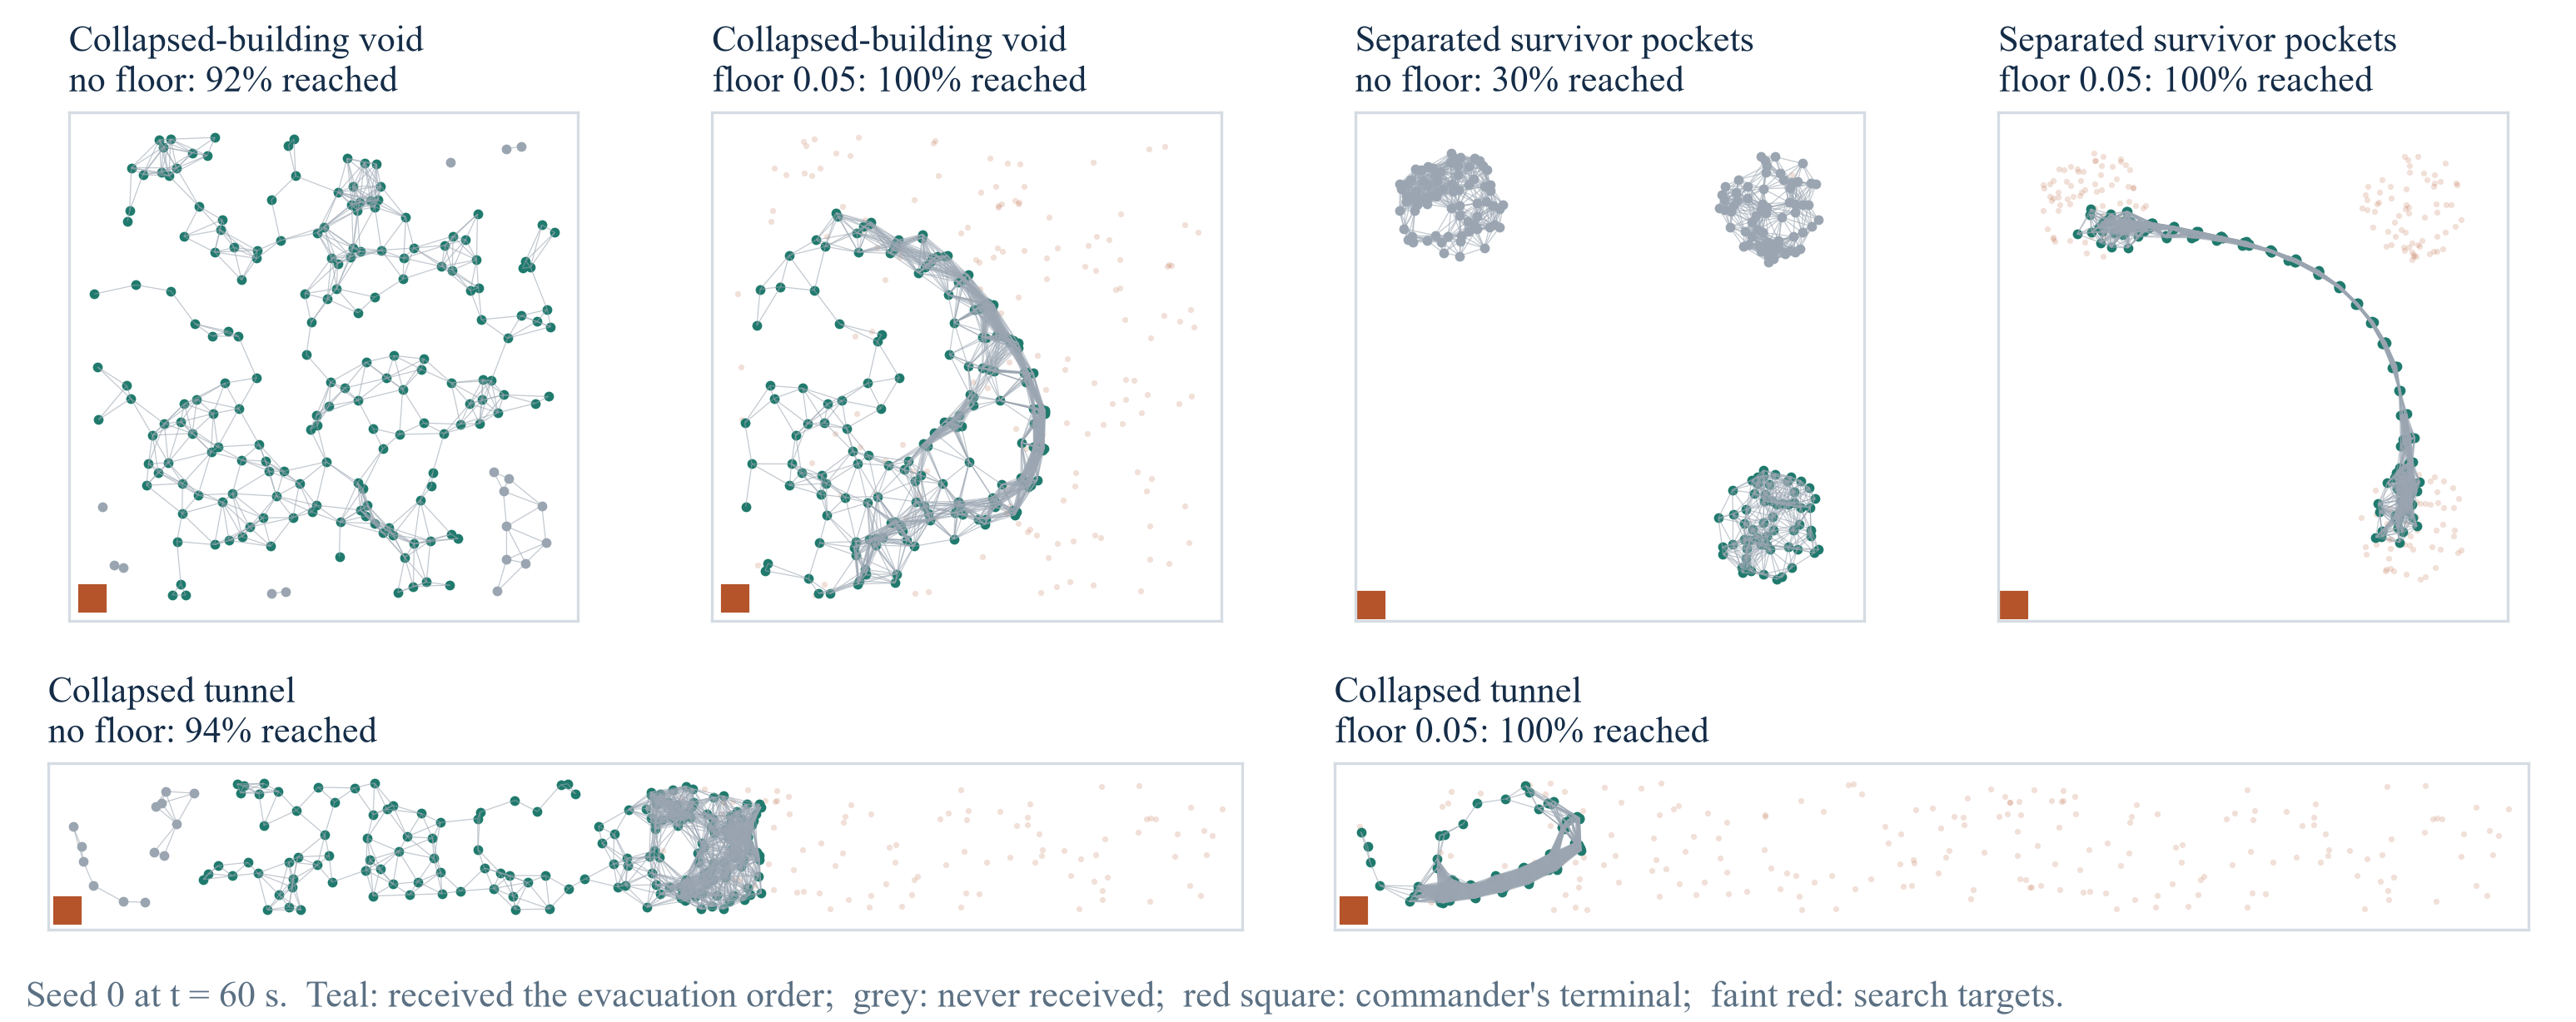 Collapsed-building void
no floor: 92% reached
Collapsed-building void
floor 0.05: 100% reached
Separated survivor pockets
no floor: 30% reached
Separated survivor pockets
floor 0.05: 100% reached
Collapsed tunnel
no floor: 94% reached
Collapsed tunnel
floor 0.05: 100% reached
Seed 0 at t = 60 s.  Teal: received the evacuation order;  grey: never received;  red square: commander's terminal;  faint red: search targets.